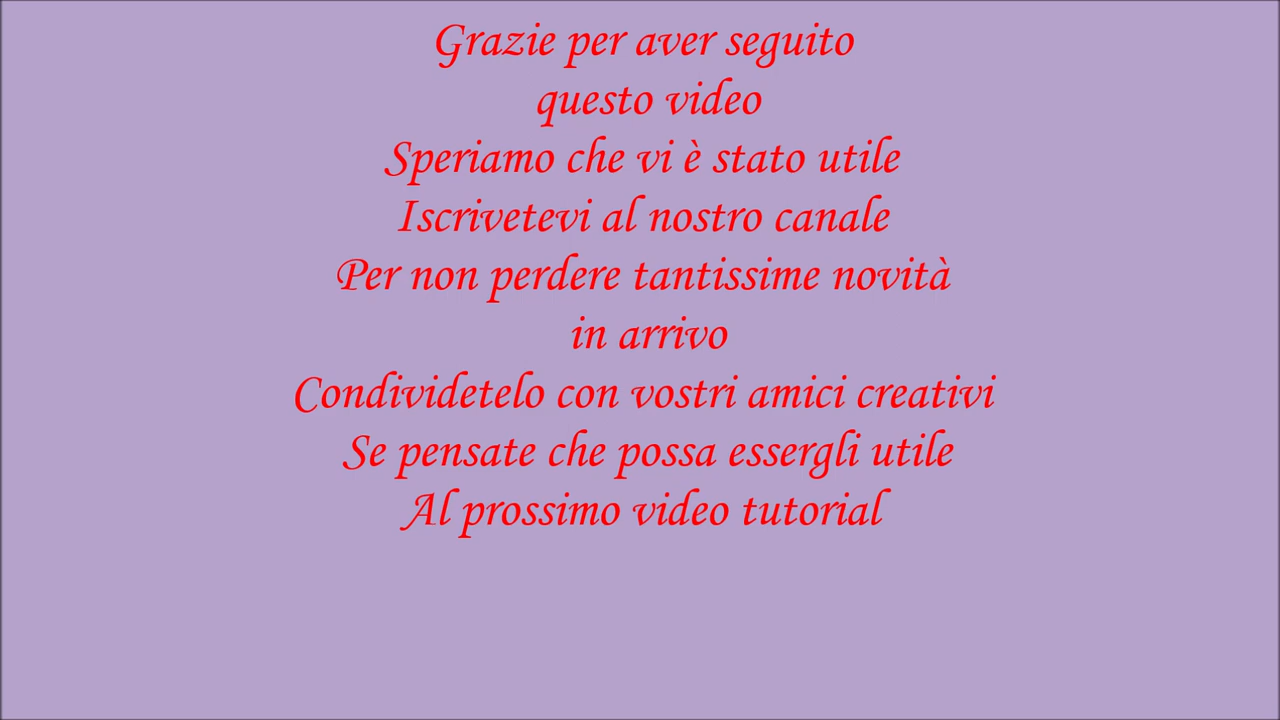 Grazie per aver seguito
questo video
Speriamo che vi è stato utile
Iscrivetevi al nostro canale
Per non perdere tantissime novità
in arrivo
Condividetelo con vostri amici creativi
Se pensate che possa essergli utile
Al prossimo video tutorial